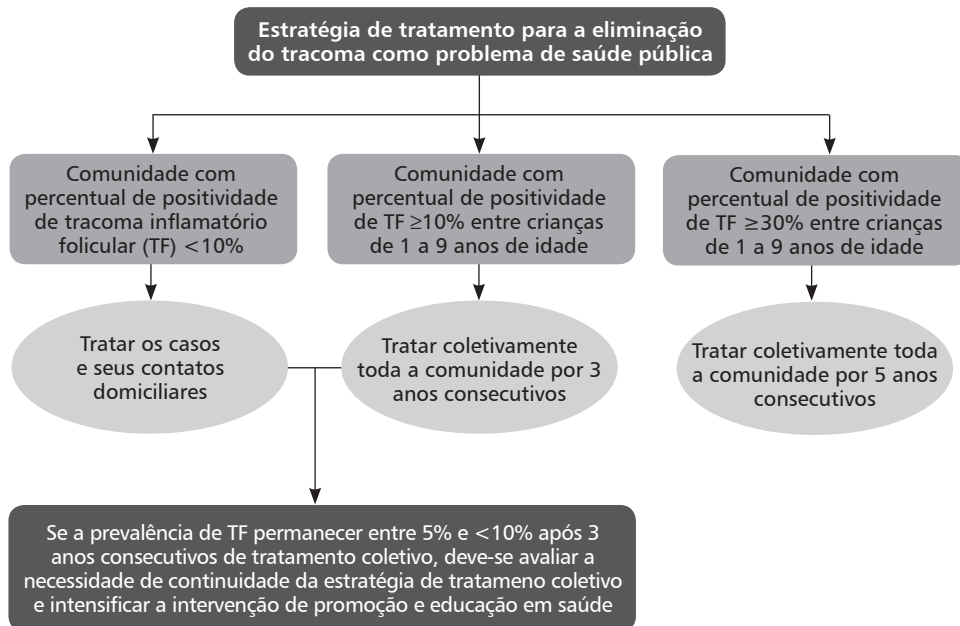 Estratégia de tratamento para a eliminação
do tracoma como problema de saúde pública
Comunidade com
percentual de positividade
de tracoma inflamatório
folicular (TF) <10%
Comunidade com
percentual de positividade
de TF ≥10% entre crianças
de 1 a 9 anos de idade
Comunidade com
percentual de positividade
de TF ≥30% entre crianças
de 1 a 9 anos de idade
Tratar os casos
e seus contatos
domiciliares
Tratar coletivamente
toda a comunidade por 3
anos consecutivos
Tratar coletivamente toda
a comunidade por 5 anos
consecutivos
Se a prevalência de TF permanecer entre 5% e <10% após 3
anos consecutivos de tratamento coletivo, deve-se avaliar a
necessidade de continuidade da estratégia de tratameno coletivo
e intensificar a intervenção de promoção e educação em saúde